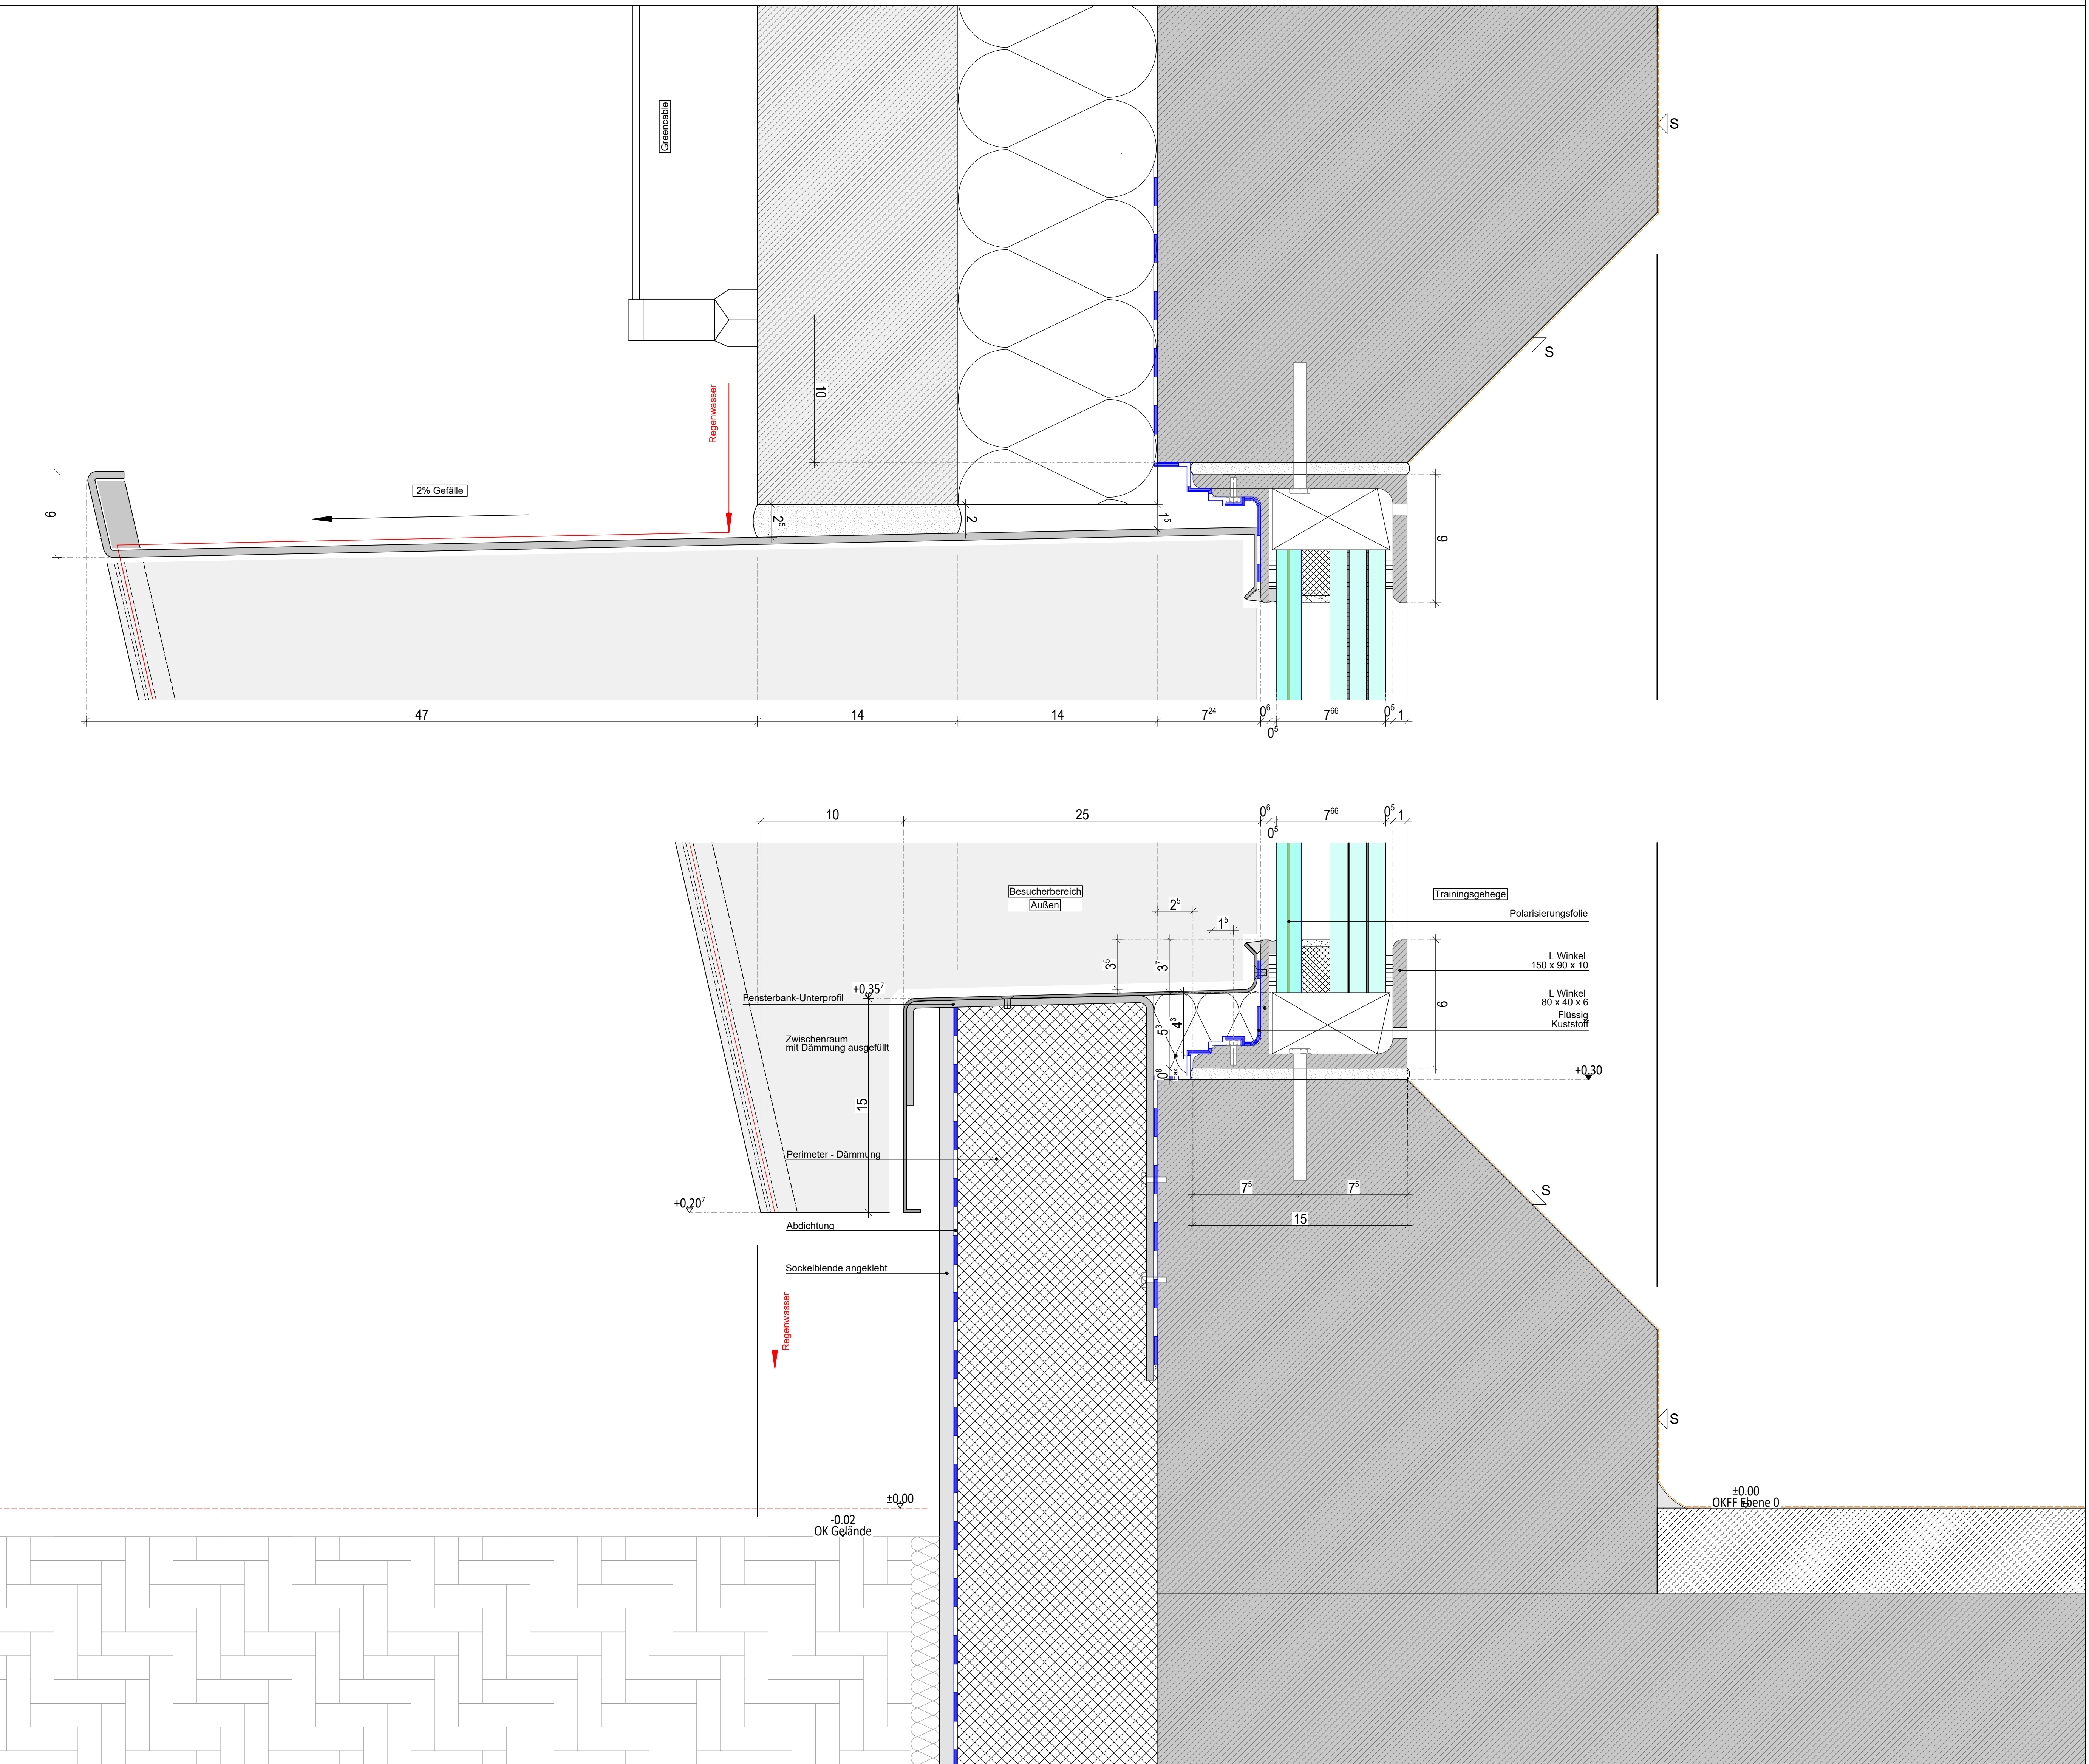 Greencable
S
S
10
Regenwasser
2% Gefälle
6
2⁵
2
1⁵
9
47
14
14
7²⁴
0⁶
0⁵
7⁶⁶
0⁵
1
10
25
0⁶
0⁵
7⁶⁶
0⁵
1
Besucherbereich
Außen
Trainingsgehege
2⁵
1⁵
Polarisierungsfolie
3⁵
3⁷
L Winkel
150 x 90 x 10
+0.35⁷
Fensterbank-Unterprofil
L Winkel
80 x 40 x 6
9
Flüssig
Kuststoff
5³
4³
Zwischenraum
mit Dämmung ausgefüllt
0⁸
+0.30
15
Perimeter - Dämmung
7⁵
7⁵
S
+0.20⁷
15
Abdichtung
Sockelblende angeklebt
Regenwasser
S
±0.00
±0.00
OKFF Ebene 0
-0.02
OK Gelände